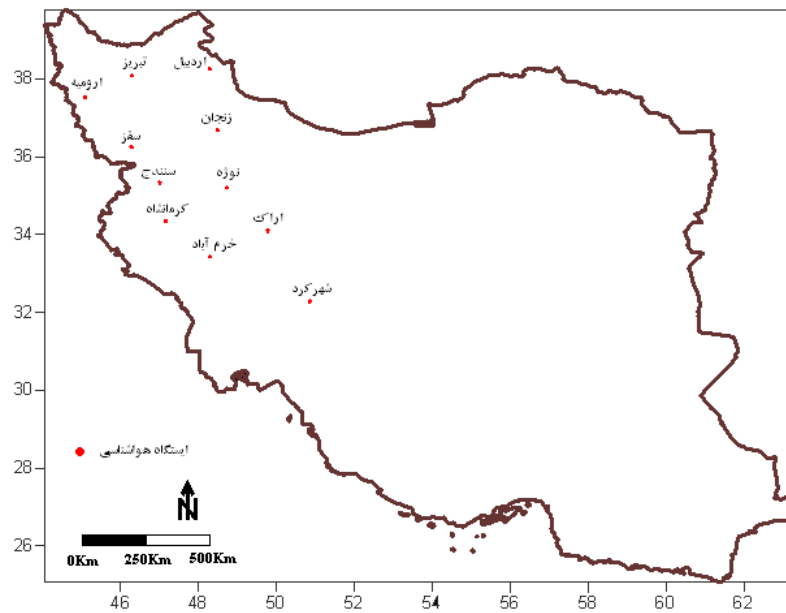 38
36
34
32
30
28
26
تبریز
اردبیل
ارومیه
زنجان
سقز
سنندج
نوژه
کرمانشاه
اراک
خرم آباد
شهرکرد
ایستگاه هواشناسی
N
0Km 250Km 500Km
46 48 50 52 54 56 58 60 62